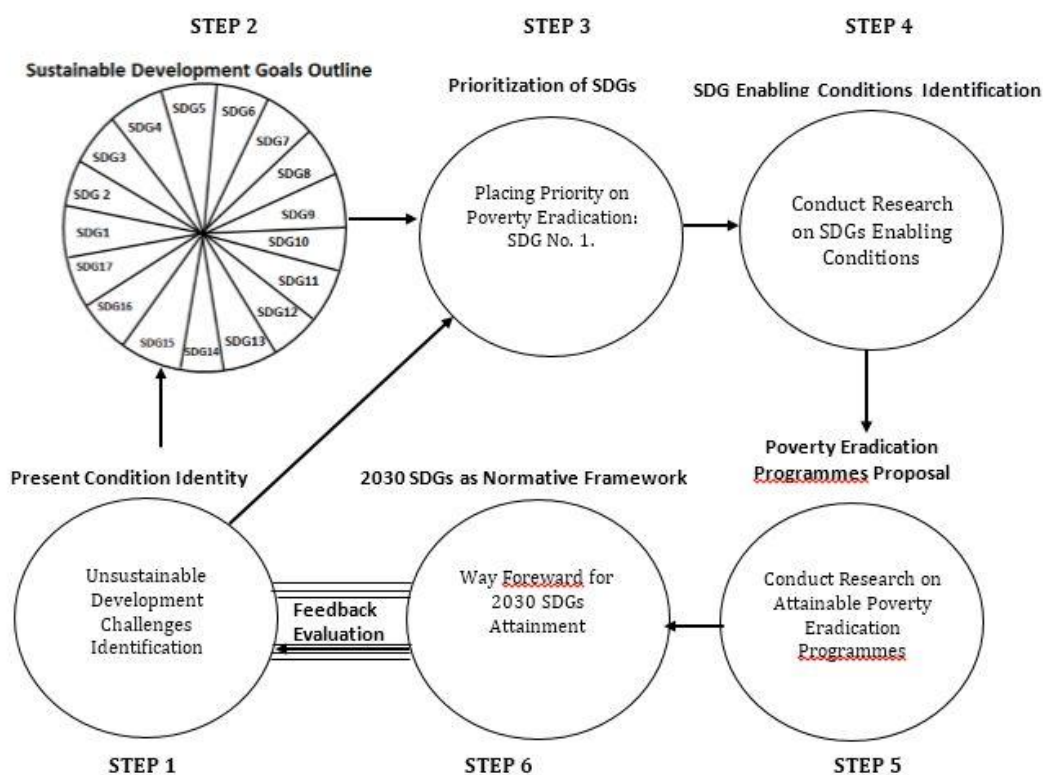 STEP 2
STEP 3
STEP 4
Sustainable Development Goals Outline
Prioritization of SDGs
SDG Enabling Conditions Identification
SDG1
SDG 2
SDG3
SDG4
SDG5
SDG6
SDG7
SDG8
SDG9
SDG10
SDG11
SDG12
SDG13
SDG14
SDG15
SDG16
SDG17
Placing Priority on
Poverty Eradication:
SDG No. 1.
Conduct Research
on SDGs Enabling
Conditions
Present Condition Identity
2030 SDGs as Normative Framework
Poverty Eradication
Programmes Proposal
Unsustainable
Development
Challenges
Identification
Feedback
Evaluation
Way Foreward for
2030 SDGs
Attainment
Conduct Research on
Attainable Poverty
Eradication
Programmes
STEP 1
STEP 6
STEP 5